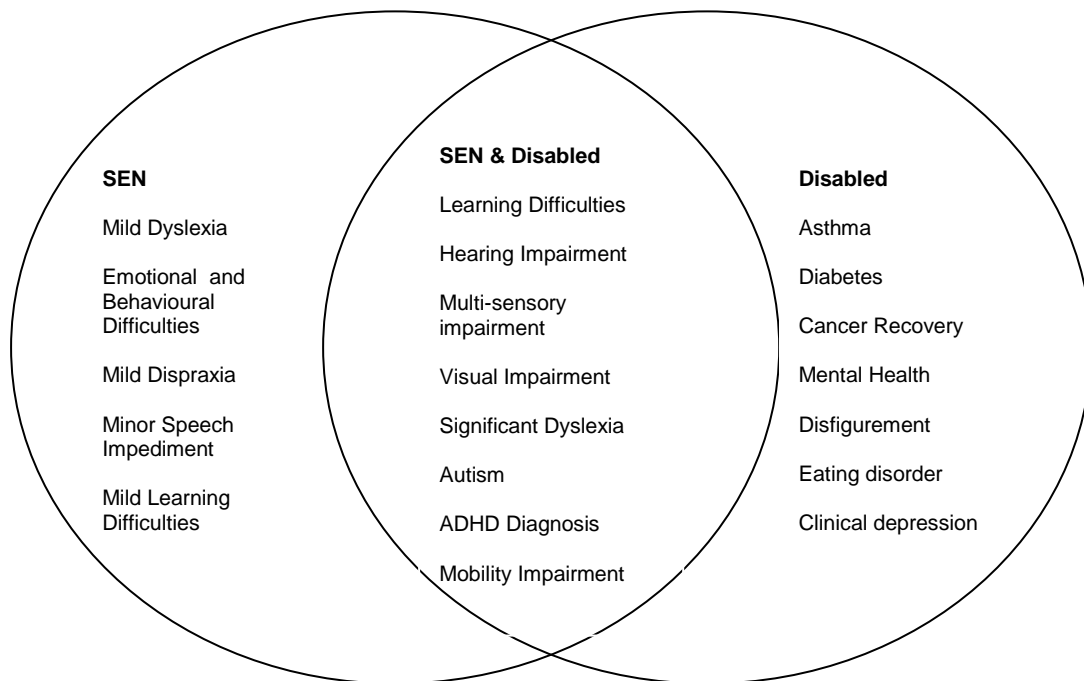 SEN
Mild Dyslexia
Emotional and
Behavioural
Difficulties
Mild Dispraxia
Minor Speech
Impediment
Mild Learning
Difficulties
SEN & Disabled
Learning Difficulties
Hearing Impairment
Multi-sensory
impairment
Visual Impairment
Significant Dyslexia
Autism
ADHD Diagnosis
Mobility Impairment
Disabled
Asthma
Diabetes
Cancer Recovery
Mental Health
Disfigurement
Eating disorder
Clinical depression